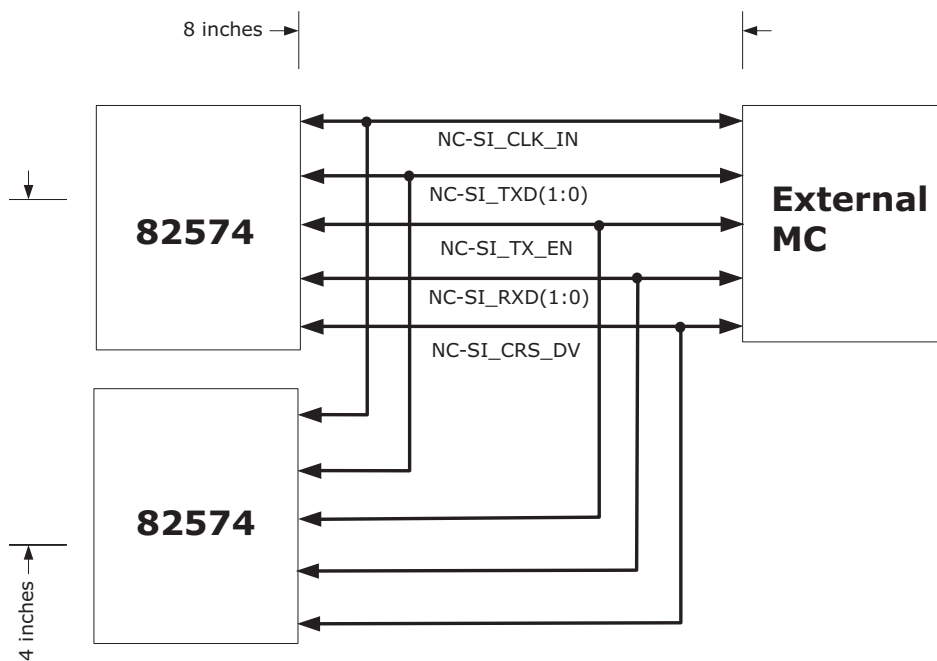 8 inches
NC-SI_CLK_IN
NC-SI_TXD(1:0)
82574
NC-SI_TX_EN
External
MC
NC-SI_RXD(1:0)
NC-SI_CRS_DV
82574
4 inches